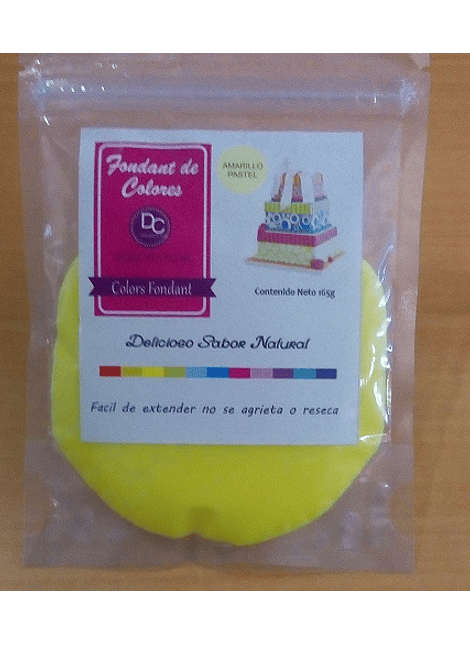 Fondant de
Colores
AMARILLO
PASTEL
DC
Colors Fondant
Contenido Neto 165g
Delicioso Sabor Natural
Facil de extender no se agrieta o reseca